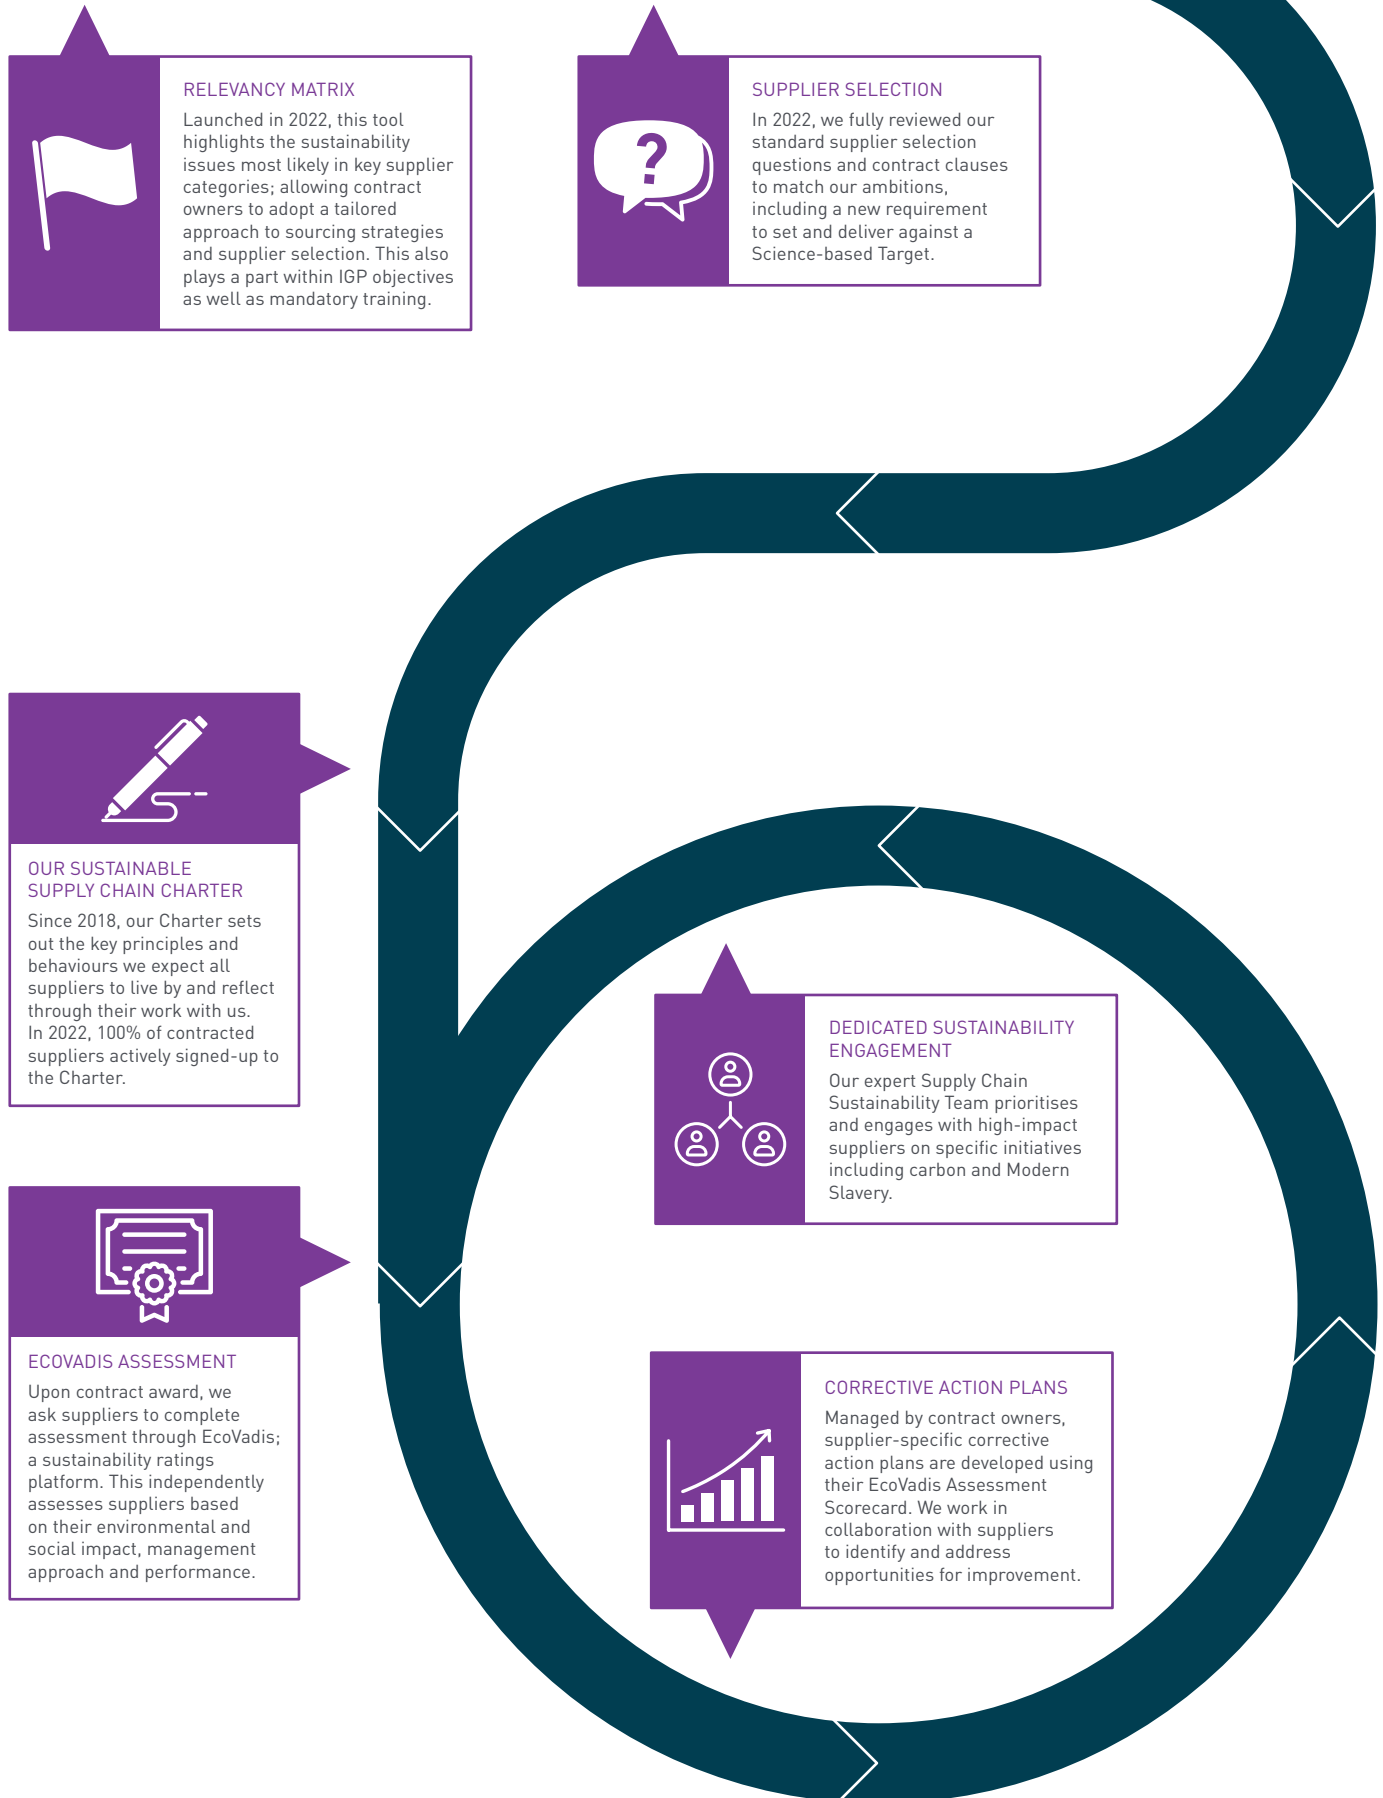 RELEVANCY MATRIX
Launched in 2022, this tool
highlights the sustainability
issues most likely in key supplier
categories; allowing contract
owners to adopt a tailored
approach to sourcing strategies
and supplier selection. This also
plays a part within IGP objectives
as well as mandatory training.
?
SUPPLIER SELECTION
In 2022, we fully reviewed our
standard supplier selection
questions and contract clauses
to match our ambitions,
including a new requirement
to set and deliver against a
Science-based Target.
OUR SUSTAINABLE
SUPPLY CHAIN CHARTER
Since 2018, our Charter sets
out the key principles and
behaviours we expect all
suppliers to live by and reflect
through their work with us.
In 2022, 100% of contracted
suppliers actively signed-up to
the Charter.
ECOVADIS ASSESSMENT
Upon contract award, we
ask suppliers to complete
assessment through EcoVadis;
a sustainability ratings
platform. This independently
assesses suppliers based
on their environmental and
social impact, management
approach and performance.
DEDICATED SUSTAINABILITY
ENGAGEMENT
Our expert Supply Chain
Sustainability Team prioritises
and engages with high-impact
suppliers on specific initiatives
including carbon and Modern
Slavery.
CORRECTIVE ACTION PLANS
Managed by contract owners,
supplier-specific corrective
action plans are developed using
their EcoVadis Assessment
Scorecard. We work in
collaboration with suppliers
to identify and address
opportunities for improvement.